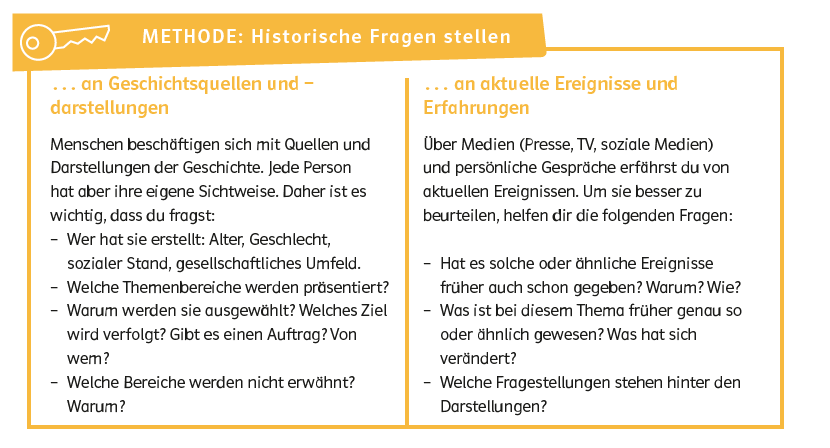 METHODE: Historische Fragen stellen
... an Geschichtsquellen und –
darstellungen
Menschen beschäftigen sich mit Quellen und
Darstellungen der Geschichte. Jede Person
hat aber ihre eigene Sichtweise. Daher ist es
wichtig, dass du fragst:
– Wer hat sie erstellt: Alter, Geschlecht,
sozialer Stand, gesellschaftliches Umfeld.
– Welche Themenbereiche werden präsentiert?
– Warum werden sie ausgewählt? Welches Ziel
wird verfolgt? Gibt es einen Auftrag? Von
wem?
– Welche Bereiche werden nicht erwähnt?
Warum?
... an aktuelle Ereignisse und
Erfahrungen
Über Medien (Presse, TV, soziale Medien)
und persönliche Gespräche erfährst du von
aktuellen Ereignissen. Um sie besser zu
beurteilen, helfen dir die folgenden Fragen:
– Hat es solche oder ähnliche Ereignisse
früher auch schon gegeben? Warum? Wie?
– Was ist bei diesem Thema früher genau so
oder ähnlich gewesen? Was hat sich
verändert?
– Welche Fragestellungen stehen hinter den
Darstellungen?